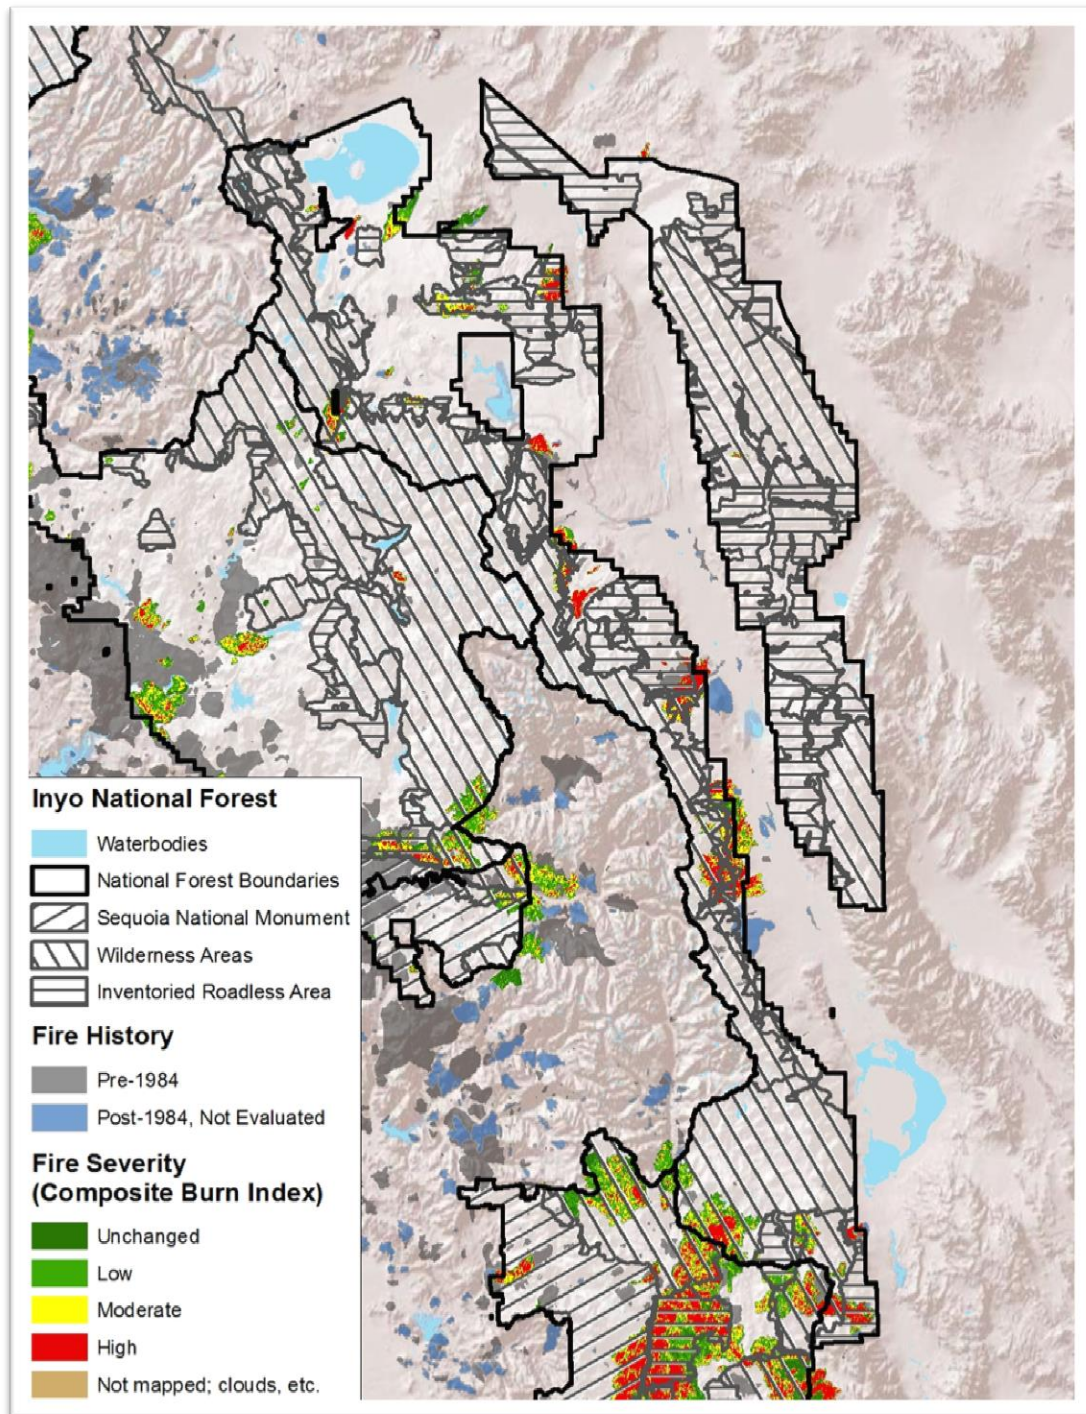 Inyo National Forest
Waterbodies
National Forest Boundaries
Sequoia National Monument
Wilderness Areas
Inventoried Roadless Area
Fire History
Pre-1984
Post-1984, Not Evaluated
Fire Severity
(Composite Burn Index)
Unchanged
Low
Moderate
High
Not mapped; clouds, etc.